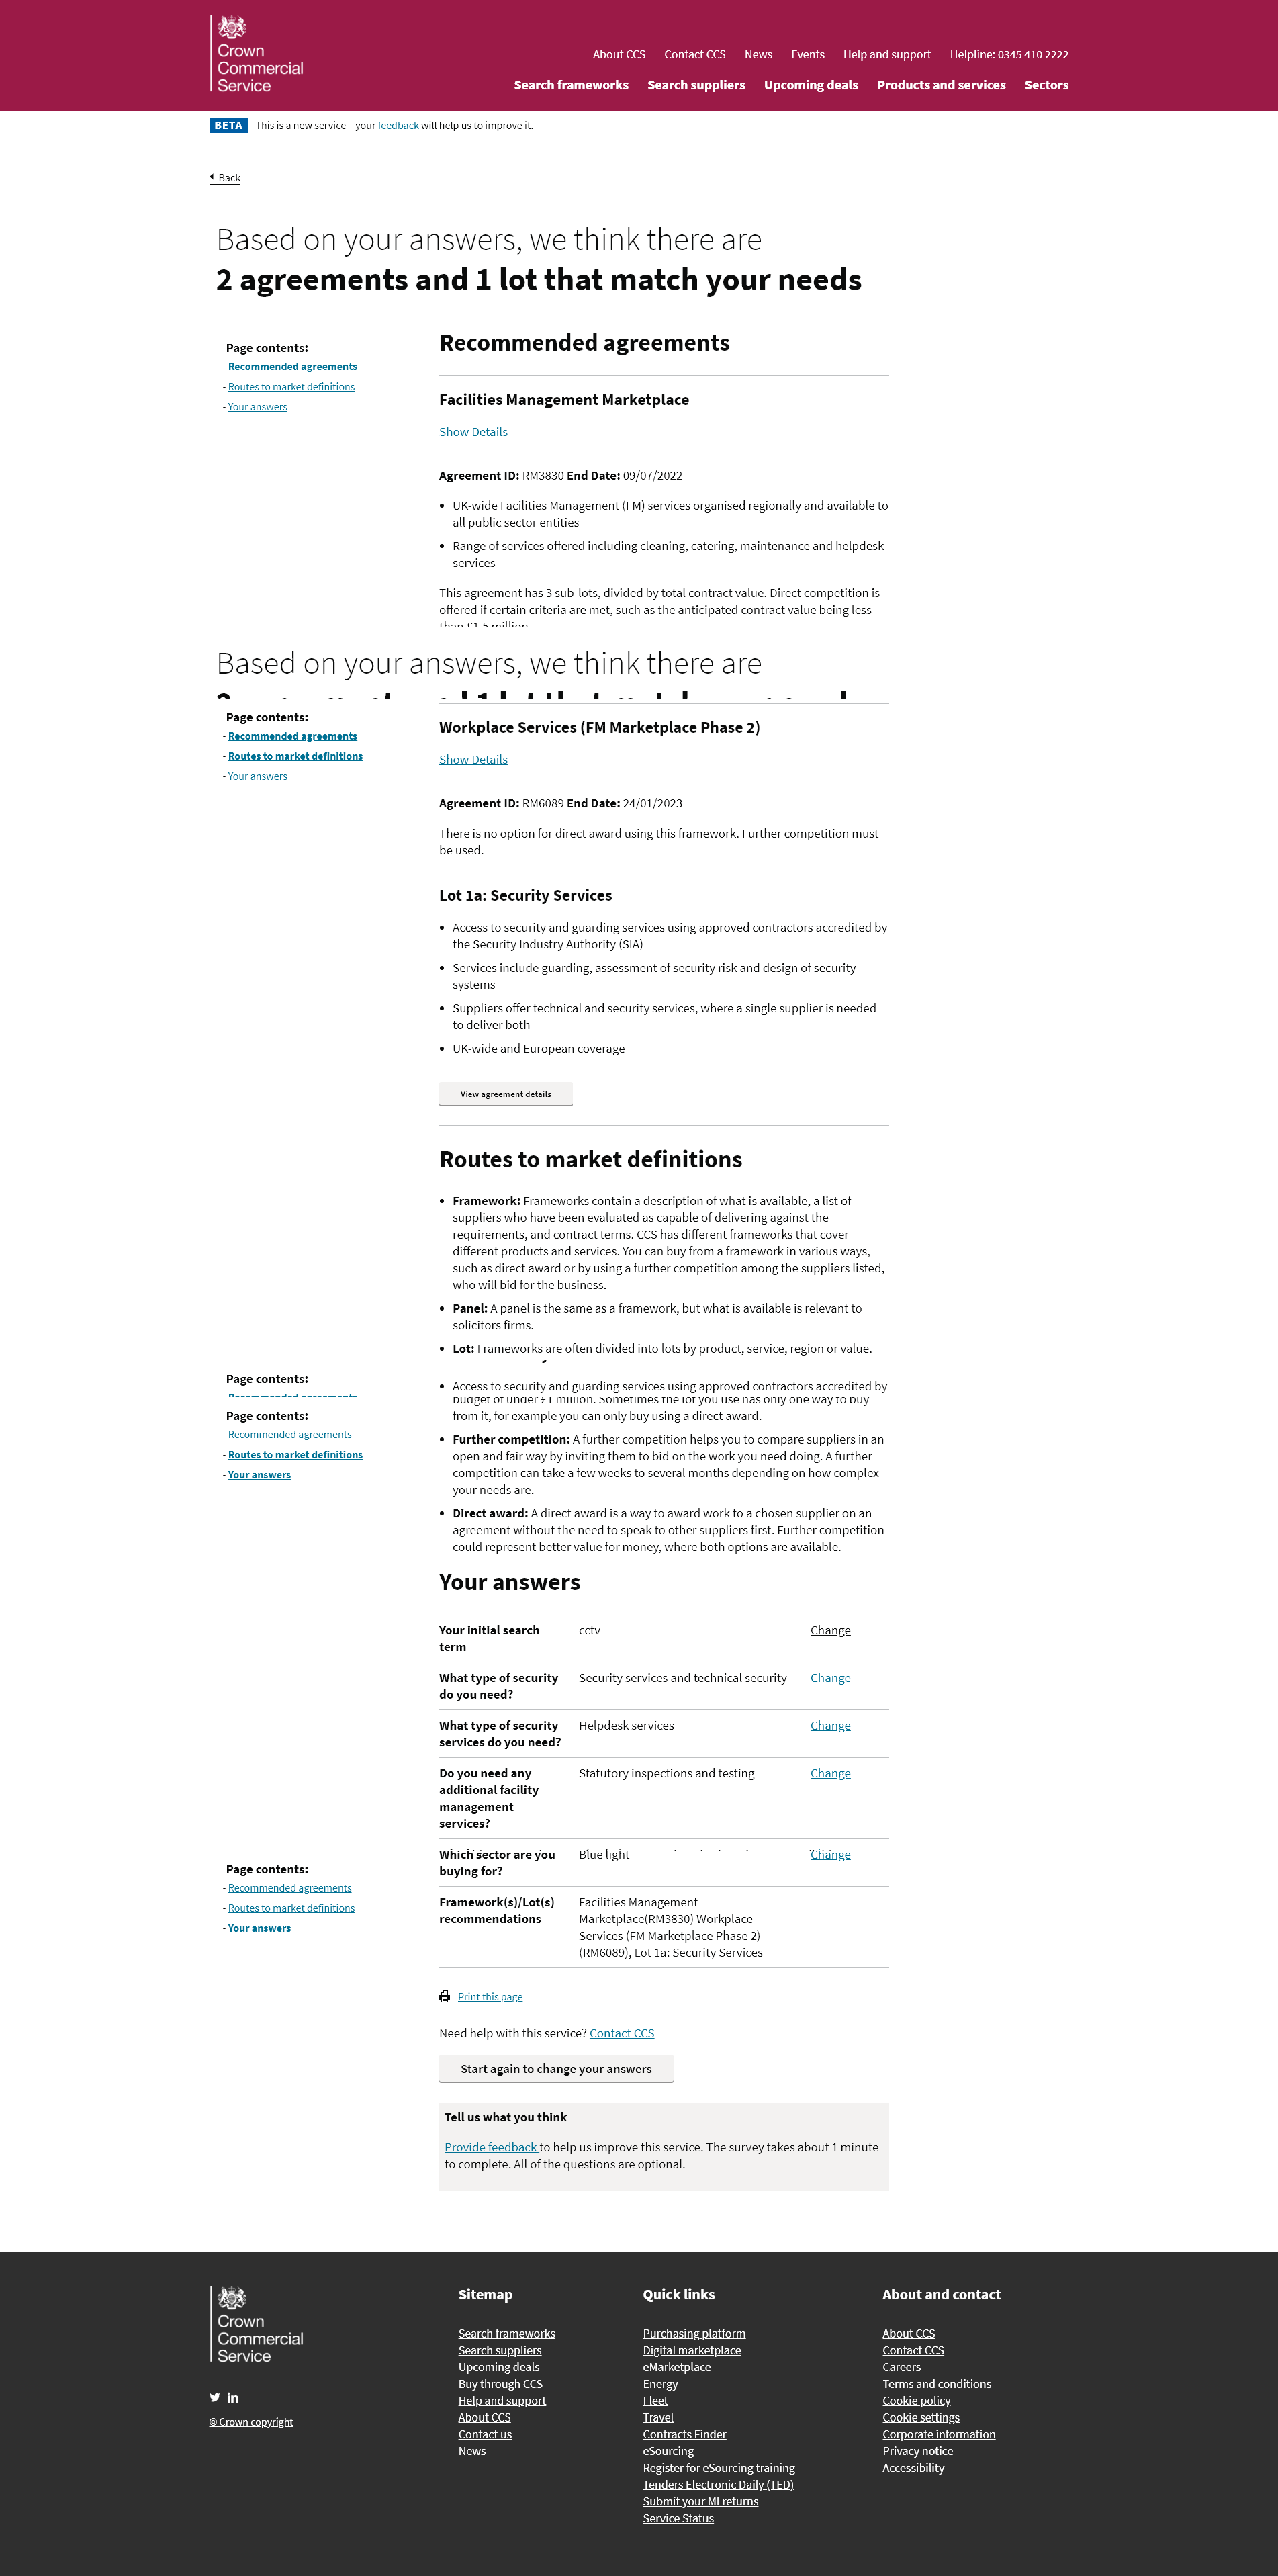 Crown
Commercial
Service
About CCS Contact CCS News Events Help and support Helpline: 0345 410 2222
Search frameworks Search suppliers Upcoming deals Products and services Sectors
BETA This is a new service – your feedback will help us to improve it.
Back
Based on your answers, we think there are
2 agreements and 1 lot that match your needs
Page contents:
- Recommended agreements
- Routes to market definitions
- Your answers
Recommended agreements
Facilities Management Marketplace
Show Details
Agreement ID: RM3830 End Date: 09/07/2022
• UK-wide Facilities Management (FM) services organised regionally and available to
all public sector entities
• Range of services offered including cleaning, catering, maintenance and helpdesk
services
This agreement has 3 sub-lots, divided by total contract value. Direct competition is
offered if certain criteria are met, such as the anticipated contract value being less
than £1.5 million
Based on your answers, we think there are
Page contents:
- Recommended agreements
- Routes to market definitions
- Your answers
Workplace Services (FM Marketplace Phase 2)
Show Details
Agreement ID: RM6089 End Date: 24/01/2023
There is no option for direct award using this framework. Further competition must
be used.
Lot 1a: Security Services
• Access to security and guarding services using approved contractors accredited by
the Security Industry Authority (SIA)
• Services include guarding, assessment of security risk and design of security
systems
• Suppliers offer technical and security services, where a single supplier is needed
to deliver both
• UK-wide and European coverage
View agreement details
Routes to market definitions
• Framework: Frameworks contain a description of what is available, a list of
suppliers who have been evaluated as capable of delivering against the
requirements, and contract terms. CCS has different frameworks that cover
different products and services. You can buy from a framework in various ways,
such as direct award or by using a further competition among the suppliers listed,
who will bid for the business.
• Panel: A panel is the same as a framework, but what is available is relevant to
solicitors firms.
• Lot: Frameworks are often divided into lots by product, service, region or value.
Page contents:
• Access to security and guarding services using approved contractors accredited by
budget of under £1 million. Sometimes the lot you use has only one way to buy
from it, for example you can only buy using a direct award.
Page contents:
- Recommended agreements
- Routes to market definitions
- Your answers
• Further competition: A further competition helps you to compare suppliers in an
open and fair way by inviting them to bid on the work you need doing. A further
competition can take a few weeks to several months depending on how complex
your needs are.
• Direct award: A direct award is a way to award work to a chosen supplier on an
agreement without the need to speak to other suppliers first. Further competition
could represent better value for money, where both options are available.
Your answers
Your initial search
term
cctv
Change
What type of security
do you need?
Security services and technical security
Change
What type of security
services do you need?
Helpdesk services
Change
Do you need any
additional facility
management
services?
Statutory inspections and testing
Change
Which sector are you
buying for?
Blue light
Change
Page contents:
- Recommended agreements
- Routes to market definitions
- Your answers
Framework(s)/Lot(s)
recommendations
Facilities Management
Marketplace(RM3830) Workplace
Services (FM Marketplace Phase 2)
(RM6089), Lot 1a: Security Services
Print this page
Need help with this service? Contact CCS
Start again to change your answers
Tell us what you think
Provide feedback to help us improve this service. The survey takes about 1 minute
to complete. All of the questions are optional.
Crown
Commercial
Service
© Crown copyright
Sitemap
Search frameworks
Search suppliers
Upcoming deals
Buy through CCS
Help and support
About CCS
Contact us
News
Quick links
Purchasing platform
Digital marketplace
eMarketplace
Energy
Fleet
Travel
Contracts Finder
eSourcing
Register for eSourcing training
Tenders Electronic Daily (TED)
Submit your MI returns
Service Status
About and contact
About CCS
Contact CCS
Careers
Terms and conditions
Cookie policy
Cookie settings
Corporate information
Privacy notice
Accessibility